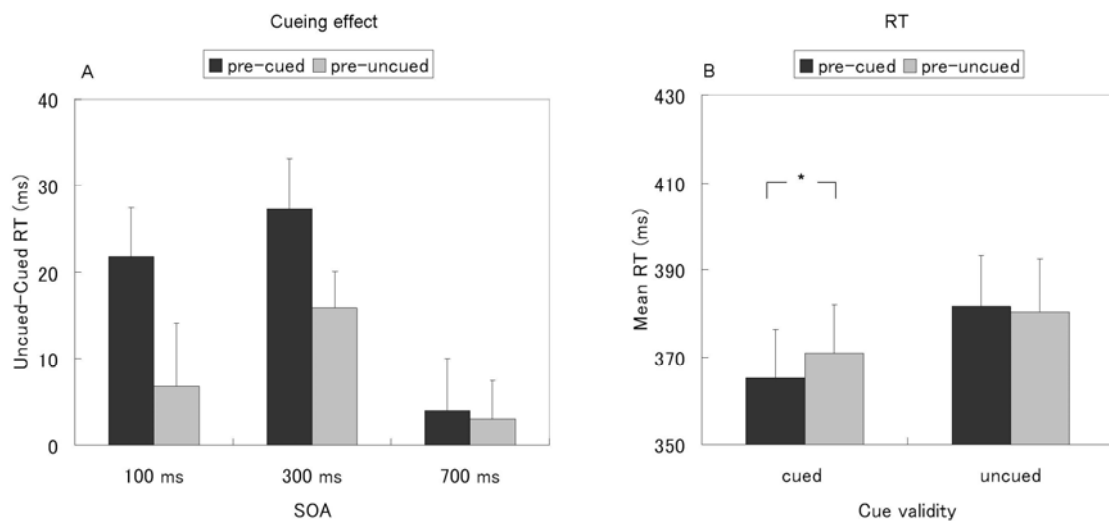 Cueing effect
A
pre-cued pre-uncued
Uncued-Cued RT (ms)
40
30
20
10
0
100 ms 300 ms 700 ms
SOA
RT
B
pre-cued pre-uncued
Mean RT (ms)
430
410
390
370
350
*
cued uncued
Cue validity